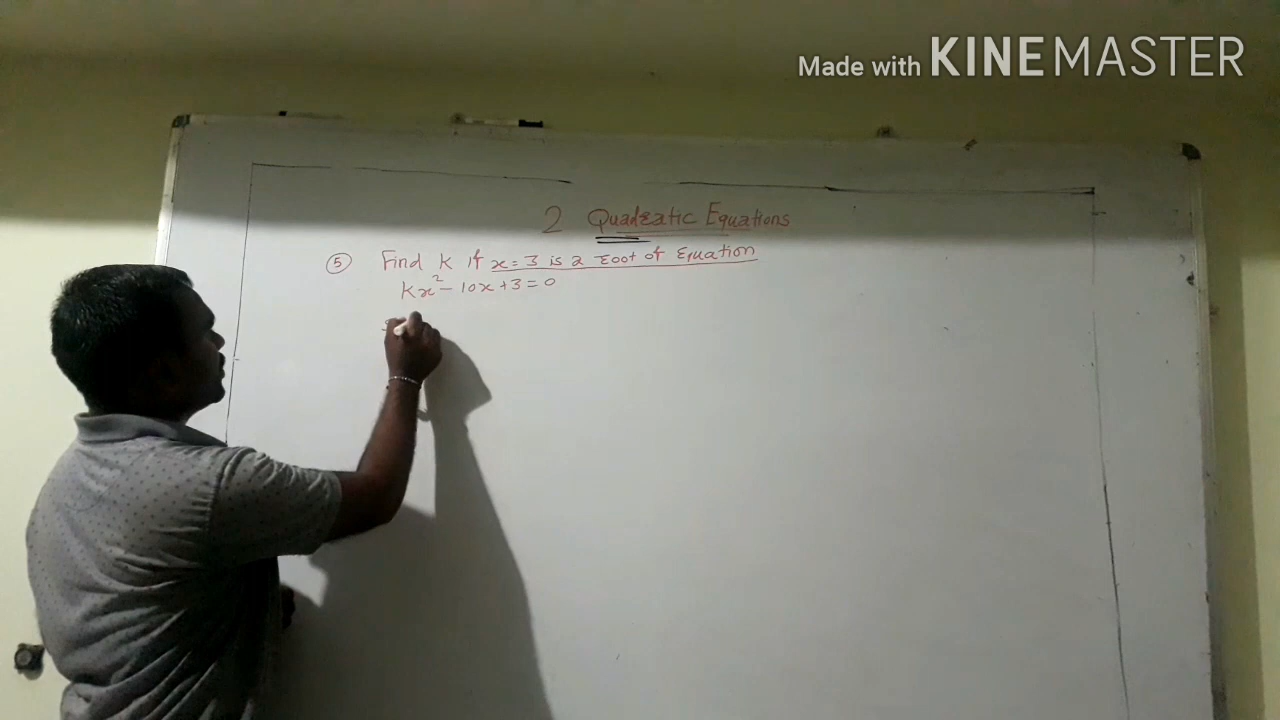 Made with KINEMASTER
2 Quadratic Equations
5 Find K if x=3 is a root of Equation
Kx² - 10x + 3 = 0